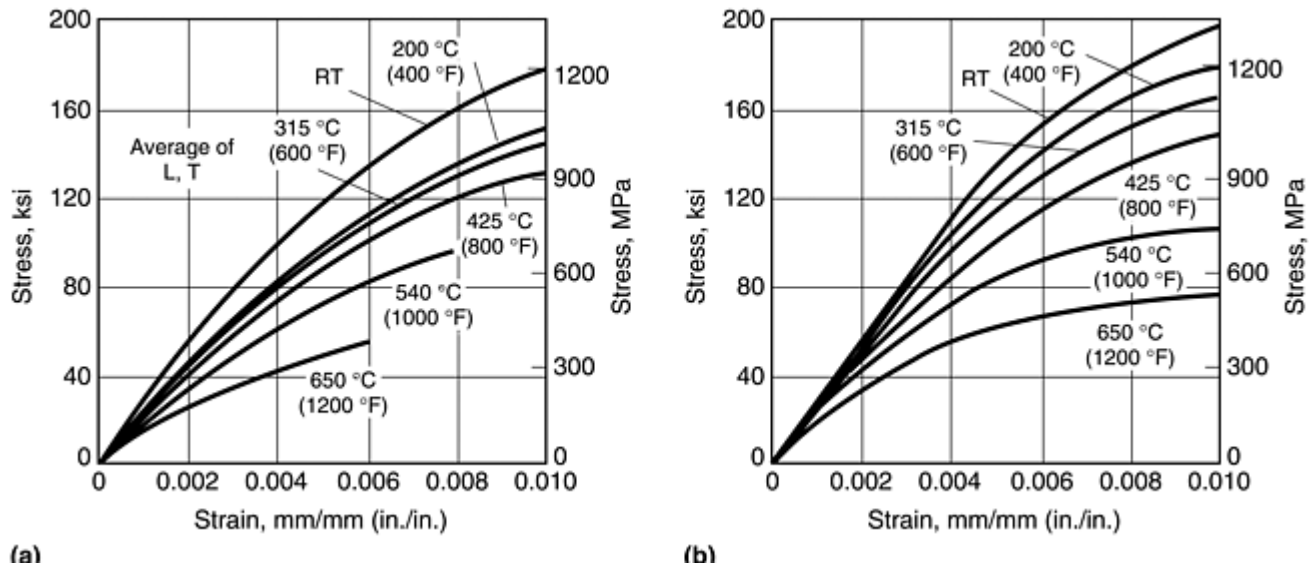 200
160
120
80
40
0
Stress, ksi
200 °C
(400 °F)
RT
315 °C
(600 °F)
Average of
L, T
425 °C
(800 °F)
540 °C
(1000 °F)
650 °C
(1200 °F)
1200
900
600
300
0
Stress, MPa
0 0.002 0.004 0.006 0.008 0.010
Strain, mm/mm (in./in.)
(a)
200
160
120
80
40
0
Stress, ksi
200 °C
(400 °F)
RT
315 °C
(600 °F)
425 °C
(800 °F)
540 °C
(1000 °F)
650 °C
(1200 °F)
1200
900
600
300
0
Stress, MPa
0 0.002 0.004 0.006 0.008 0.010
Strain, mm/mm (in./in.)
(b)